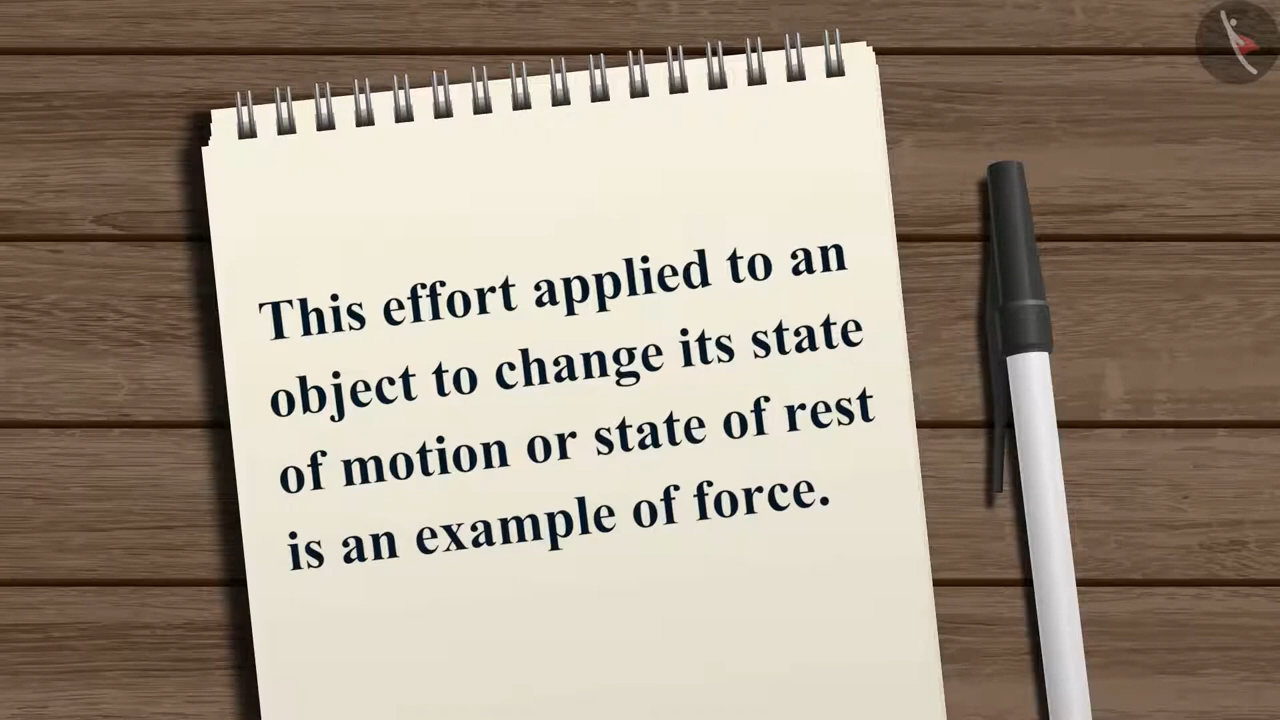 This effort applied to an
object to change its state
of motion or state of rest
is an example of force.